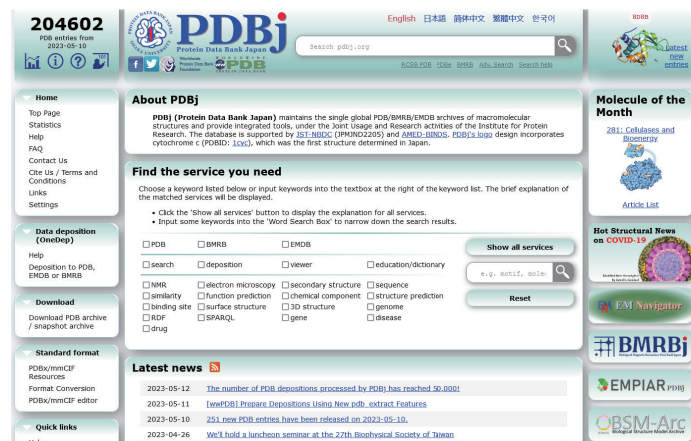 204602
PDB entries from
2023-05-10
PDBj
Protein Data Bank Japan
English 日本語 简体中文 繁體中文 한국어
Search pdbj.org
RCSB PDB PDBe BMRB Adv. Search Search help
WORLDWIDE
Worldwide
Protein Data Bank
Foundation
PDB
8DBB
Latest
new
entries
Home
Top Page
Statistics
Help
FAQ
Contact Us
Cite Us / Terms and
Conditions
Links
Settings
Data deposition
(OneDep)
Help
Deposition to PDB,
EMDB or BMRB
Download
Download PDB archive
/ snapshot archive
Standard format
PDBx/mmCIF
Resources
Format Conversion
PDBx/mmCIF editor
Quick links
About PDBj
PDBj (Protein Data Bank Japan) maintains the single global PDB/BMRB/EMDB archives of macromolecular
structures and provide integrated tools, under the Joint Usage and Research activities of the Institute for Protein
Research. The database is supported by JST-NBDC (JPMJND2205) and AMED-BINDS. PDBj's logo design incorporates
cytochrome c (PDBID: 1cyc), which was the first structure determined in Japan.
Find the service you need
Choose a keyword listed below or input keywords into the textbox at the right of the keyword list. The brief explanation of
the matched services will be displayed.
• Click the 'Show all services' button to display the explanation for all services.
• Input some keywords into the 'Word Search Box' to narrow down the search results.
PDB BMRB EMDB
search deposition viewer education/dictionary
NMR electron microscopy secondary structure sequence
similarity function prediction chemical component structure prediction
binding site surface structure 3D structure genome
RDF SPARQL gene disease
drug
Show all services
e.g. motif, mole
Reset
Latest news
2023-05-12 The number of PDB depositions processed by PDBj has reached 50,000!
2023-05-11 [wwPDB] Prepare Depositions Using New pdb_extract Features
2023-05-10 251 new PDB entries have been released on 2023-05-10.
2023-04-26 We'll hold a luncheon seminar at the 27th Biophysical Society of Taiwan
Molecule of the
Month
281: Cellulases and
Bioenergy
Article List
Hot Structural News
on COVID-19
EM Navigator
BMRBj
EMPIAR PDBj
BSM-Arc
Biological Structure Model Archive